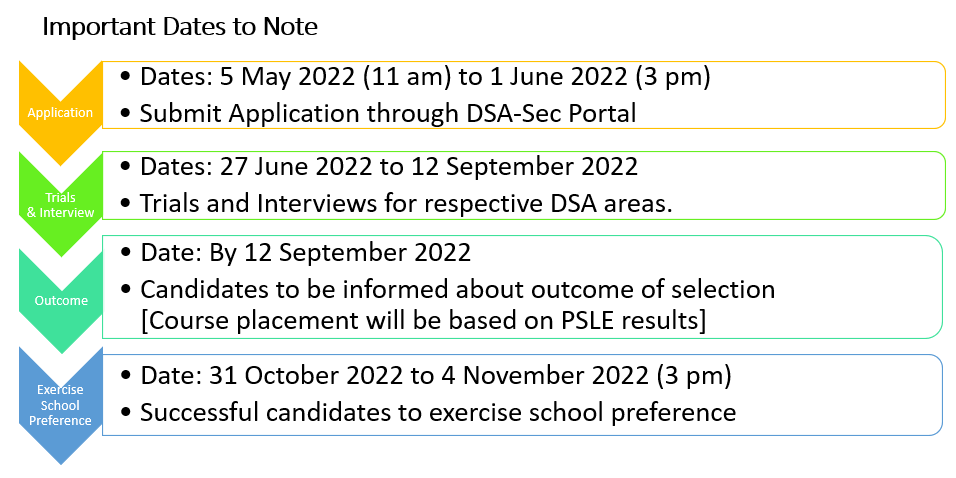 Important Dates to Note
Application
• Dates: 5 May 2022 (11 am) to 1 June 2022 (3 pm)
• Submit Application through DSA-Sec Portal
Trials
& Interview
• Dates: 27 June 2022 to 12 September 2022
• Trials and Interviews for respective DSA areas.
Outcome
• Date: By 12 September 2022
• Candidates to be informed about outcome of selection
[Course placement will be based on PSLE results]
Exercise
School
Preference
• Date: 31 October 2022 to 4 November 2022 (3 pm)
• Successful candidates to exercise school preference